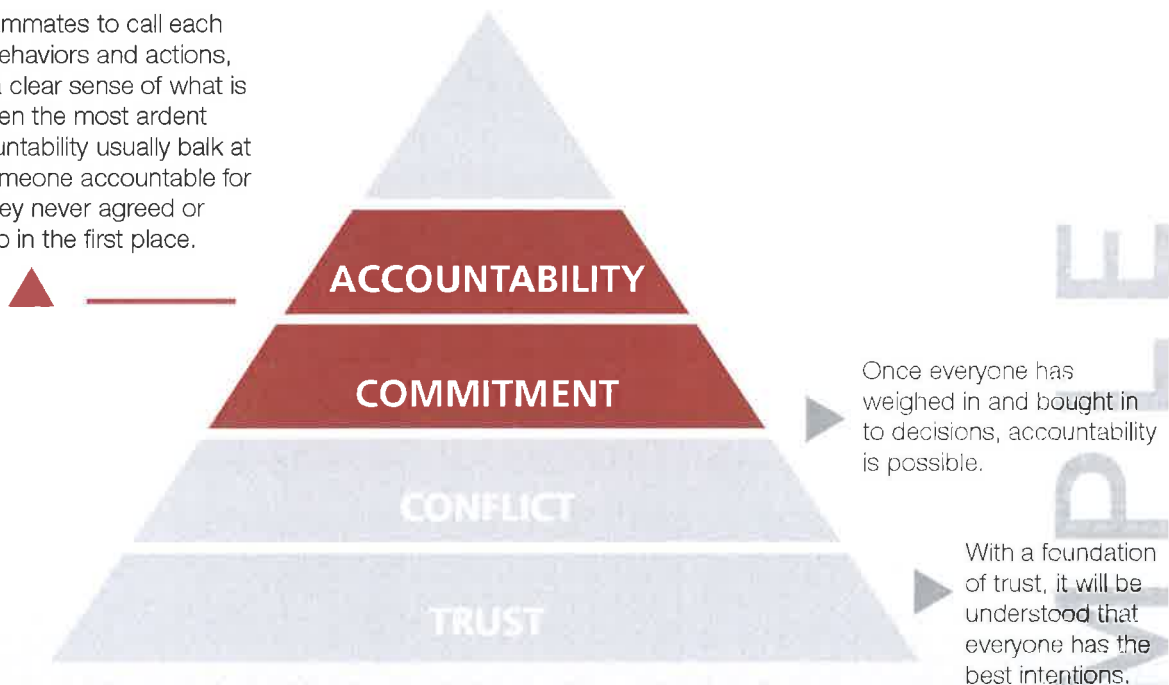 mmates to call each
ehaviors and actions,
a clear sense of what is
en the most ardent
untability usually balk at
meone accountable for
ey never agreed or
o in the first place.
ACCOUNTABILITY
COMMITMENT
Once everyone has
weighed in and bought in
to decisions, accountability
is possible.
CONFLICT
With a foundation
of trust, it will be
understood that
everyone has the
best intentions.
TRUST
MPLE